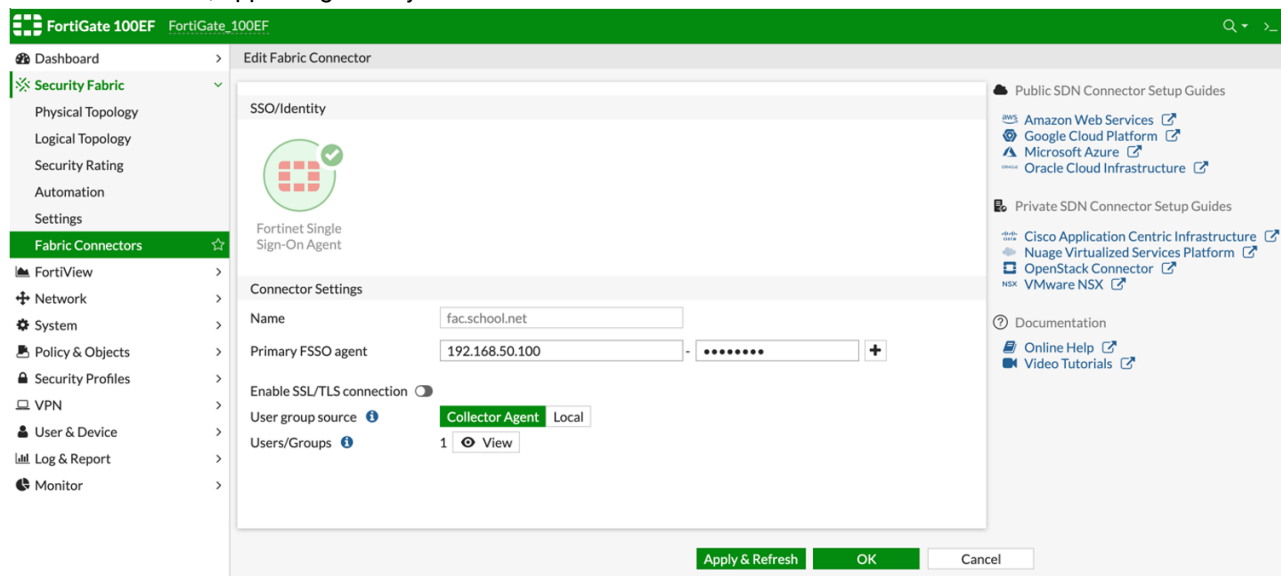 FortiGate 100EF FortiGate_100EF
Dashboard
Security Fabric
Physical Topology
Logical Topology
Security Rating
Automation
Settings
Fabric Connectors
FortiView
Network
System
Policy & Objects
Security Profiles
VPN
User & Device
Log & Report
Monitor
Edit Fabric Connector
SSO/Identity
Fortinet Single
Sign-On Agent
Connector Settings
Name fac.school.net
Primary FSSO agent 192.168.50.100 - ••••••••
Enable SSL/TLS connection
User group source Collector Agent Local
Users/Groups 1 View
Apply & Refresh OK Cancel
Public SDN Connector Setup Guides
aws Amazon Web Services
Google Cloud Platform
Microsoft Azure
Oracle Cloud Infrastructure
Private SDN Connector Setup Guides
Cisco Application Centric Infrastructure
Nuage Virtualized Services Platform
OpenStack Connector
NSX VMware NSX
Documentation
Online Help
Video Tutorials